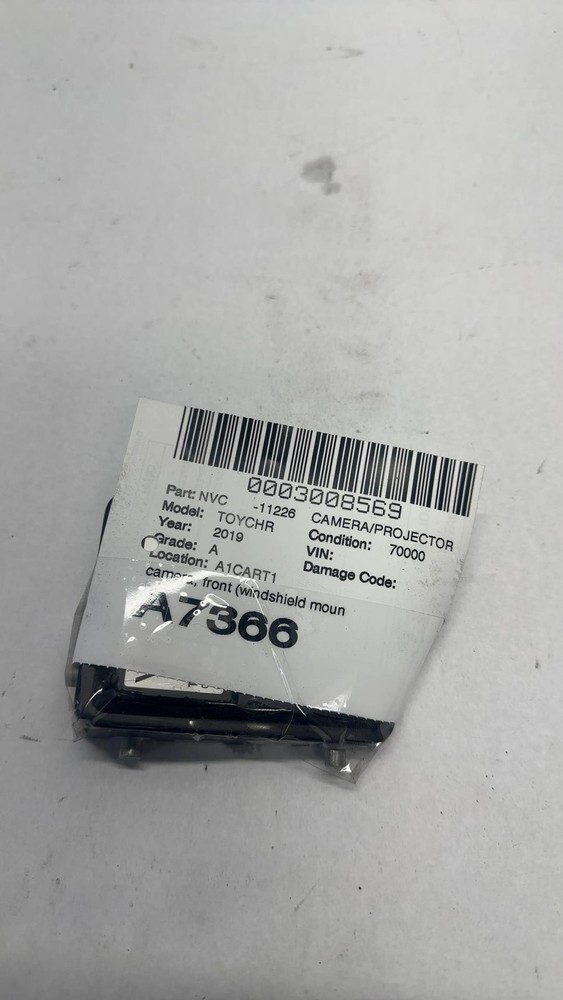 0003008569
Part: NVC -11226 CAMERA/PROJECTOR
Model: TOYCHR Condition: 70000
Year: 2019 VIN:
Grade: A Damage Code:
Location: A1CART1
camera, front (windshield moun
A7366